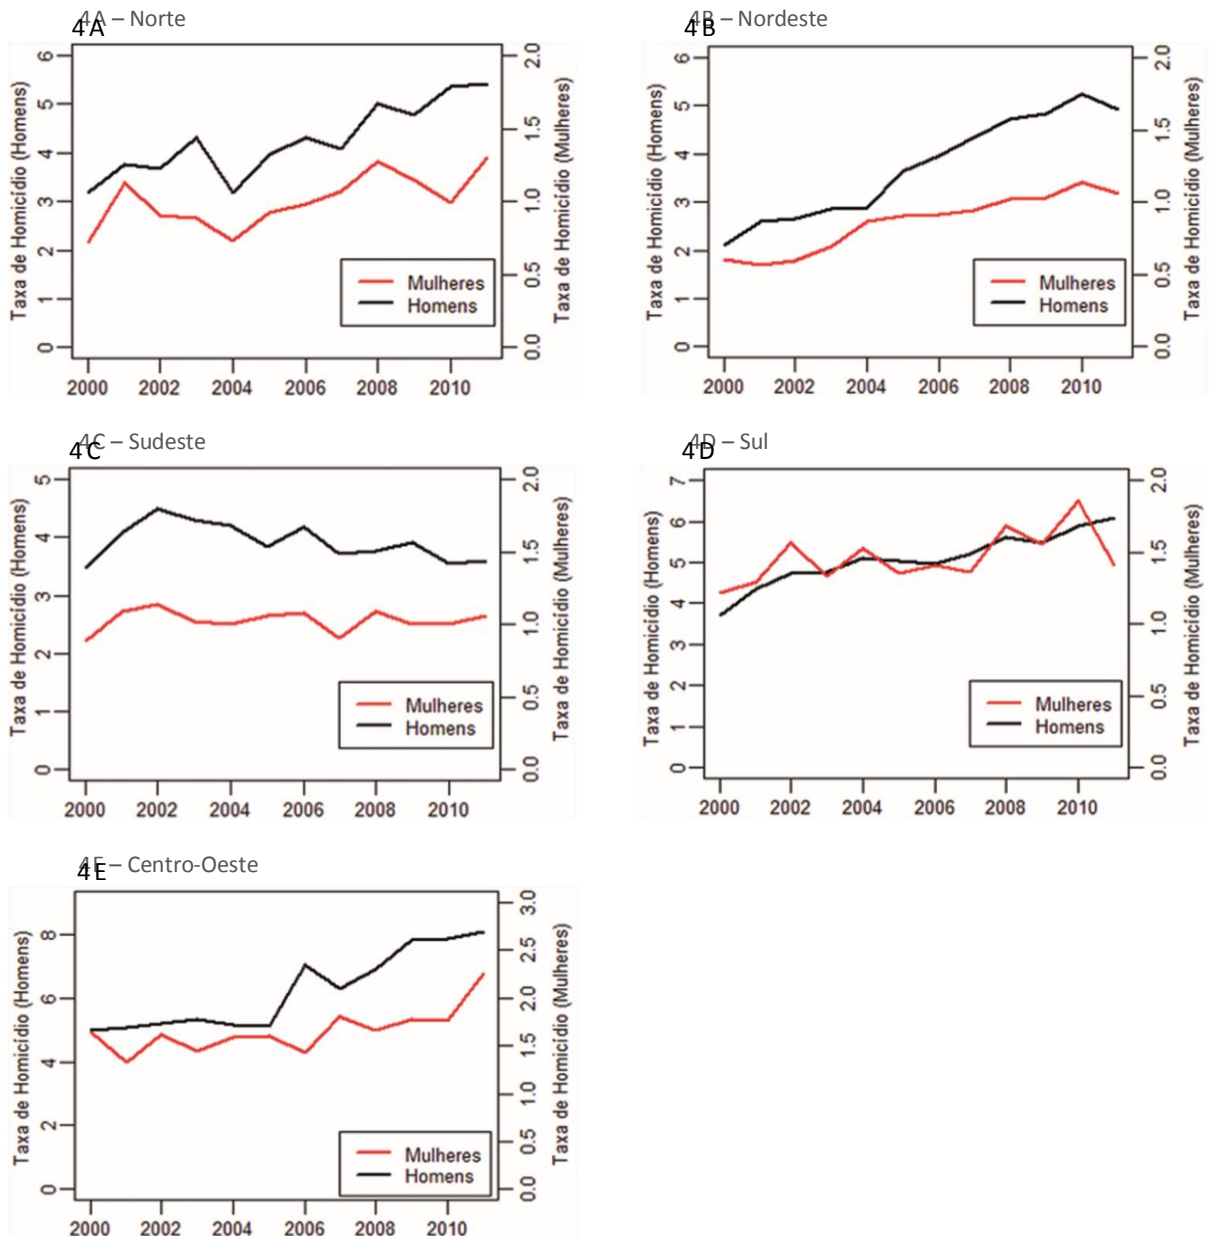 4A – Norte
4A
Taxa de Homicídio (Homens)
6
5
4
3
2
1
0
Taxa de Homicídio (Mulheres)
2.0
1.5
1.0
0.5
0.0
Mulheres
Homens
2000 2002 2004 2006 2008 2010
4B – Nordeste
4B
Taxa de Homicídio (Homens)
6
5
4
3
2
1
0
Taxa de Homicídio (Mulheres)
2.0
1.5
1.0
0.5
0.0
Mulheres
Homens
2000 2002 2004 2006 2008 2010
4C – Sudeste
4C
Taxa de Homicídio (Homens)
5
4
3
2
1
0
Taxa de Homicídio (Mulheres)
2.0
1.5
1.0
0.5
0.0
Mulheres
Homens
2000 2002 2004 2006 2008 2010
4D – Sul
4D
Taxa de Homicídio (Homens)
7
6
5
4
3
2
1
0
Taxa de Homicídio (Mulheres)
2.0
1.5
1.0
0.5
0.0
Mulheres
Homens
2000 2002 2004 2006 2008 2010
4E – Centro-Oeste
4E
Taxa de Homicídio (Homens)
8
6
4
2
0
Taxa de Homicídio (Mulheres)
3.0
2.5
2.0
1.5
1.0
0.5
0.0
Mulheres
Homens
2000 2002 2004 2006 2008 2010